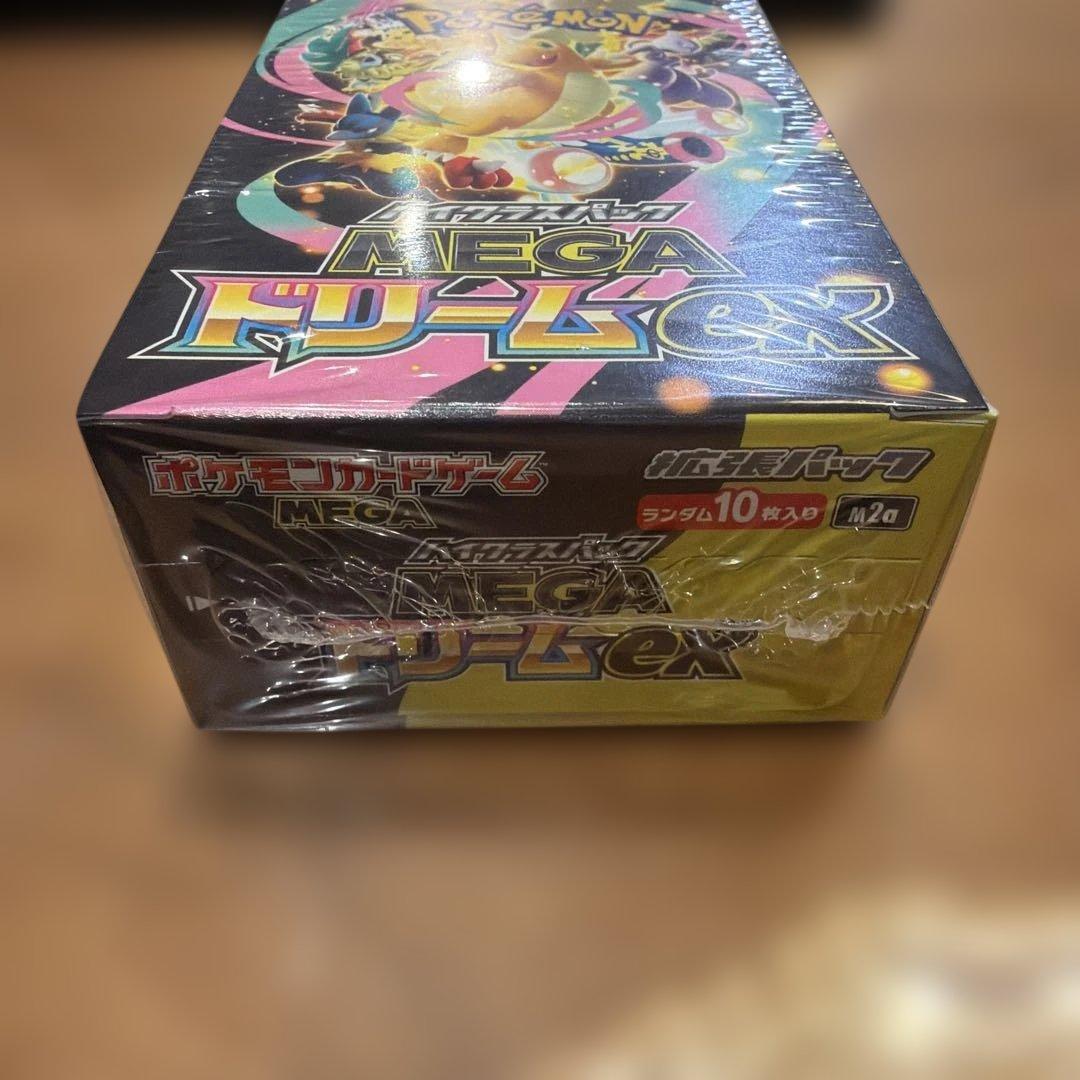 POKÉMON
ハイクラスパック
MEGA
ドリームex
ポケモンカードゲーム
MEGA
拡張パック
ランダム10枚入り
M2a
ハイクラスパック
MEGA
ドリームex